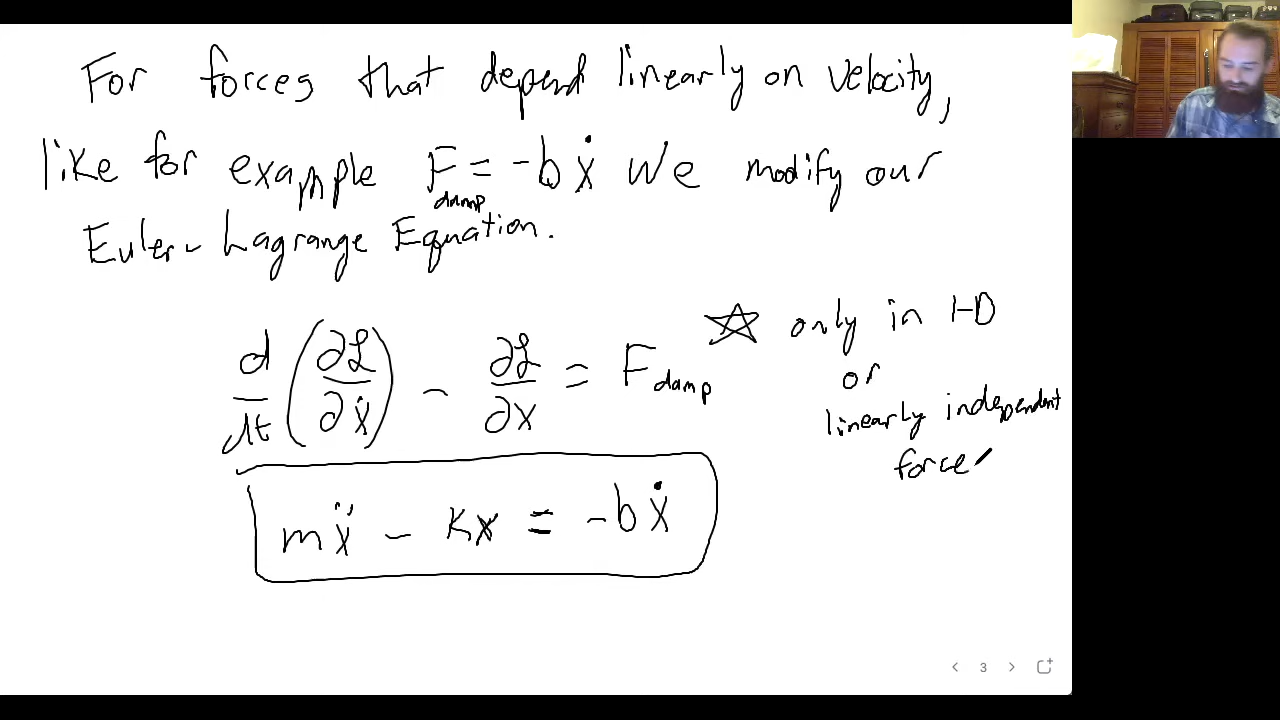 For forces that depend linearly on velocity,
like for example F_damp = -bẋ we modify our
Euler-Lagrange Equation.
d/dt (∂ℒ/∂ẋ) - ∂ℒ/∂x = F_damp ☆ only in 1-D
or
linearly independent
force
mẍ - kx = -bẋ
< 3 >